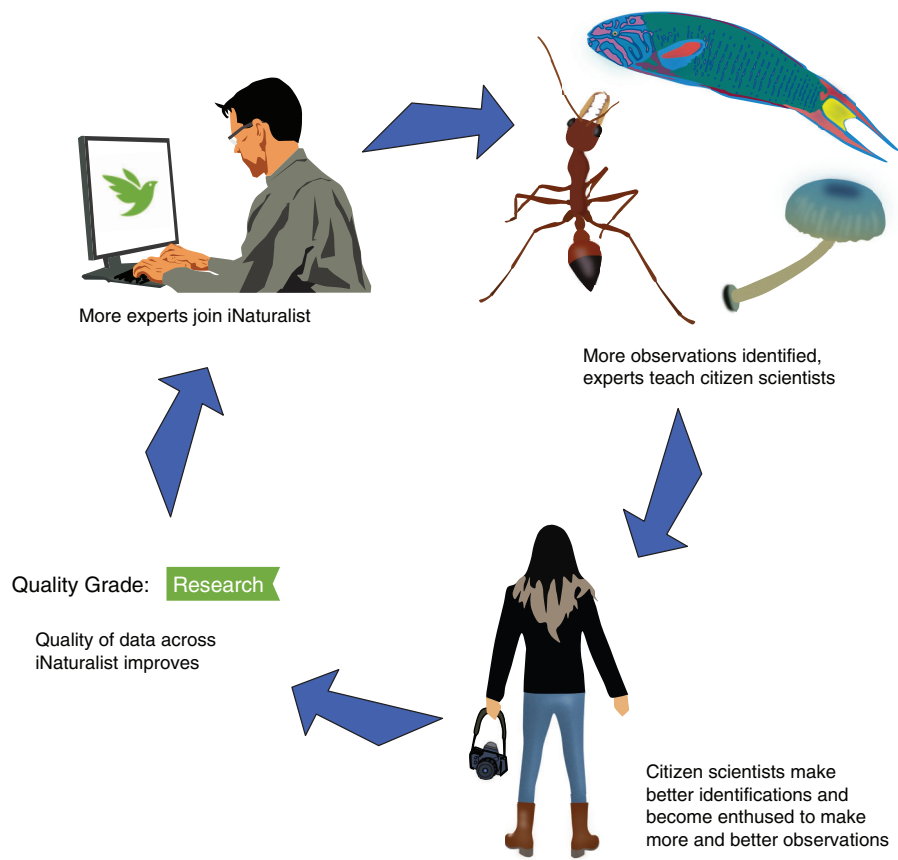 More experts join iNaturalist
More observations identified,
experts teach citizen scientists
Citizen scientists make
better identifications and
become enthused to make
more and better observations
Quality Grade: Research
Quality of data across
iNaturalist improves